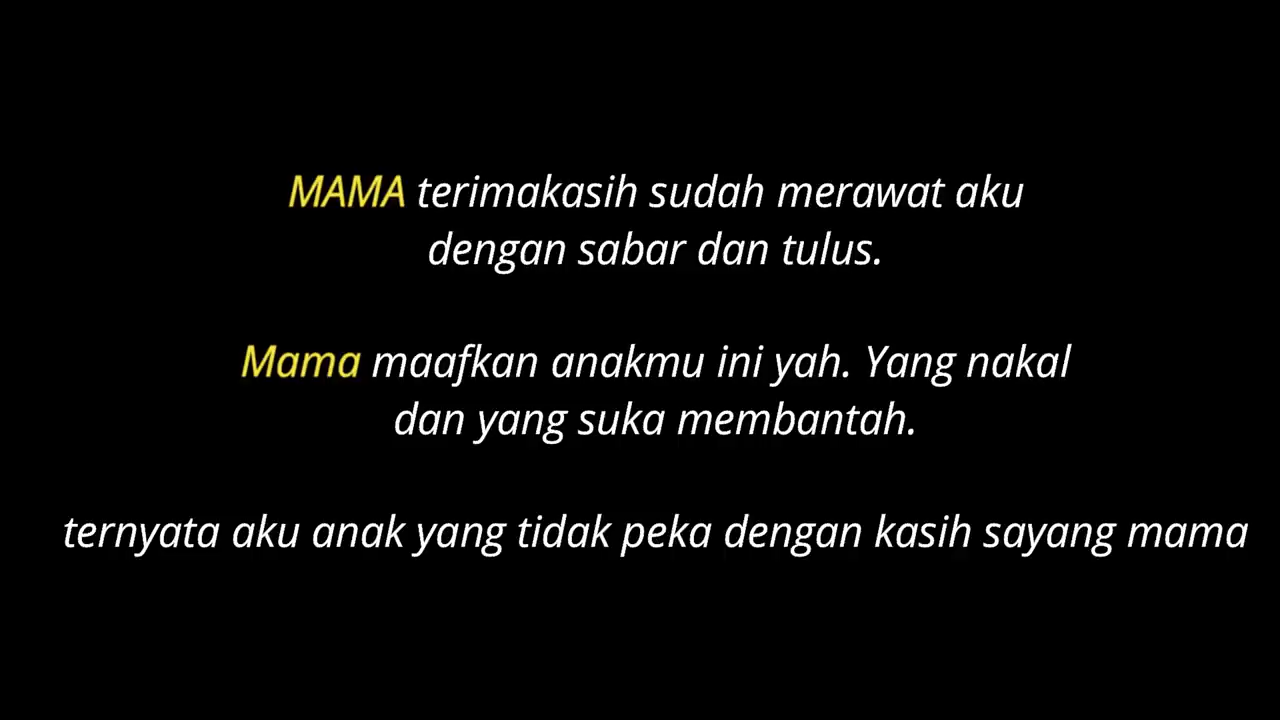 MAMA terimakasih sudah merawat aku
dengan sabar dan tulus.
Mama maafkan anakmu ini yah. Yang nakal
dan yang suka membantah.
ternyata aku anak yang tidak peka dengan kasih sayang mama